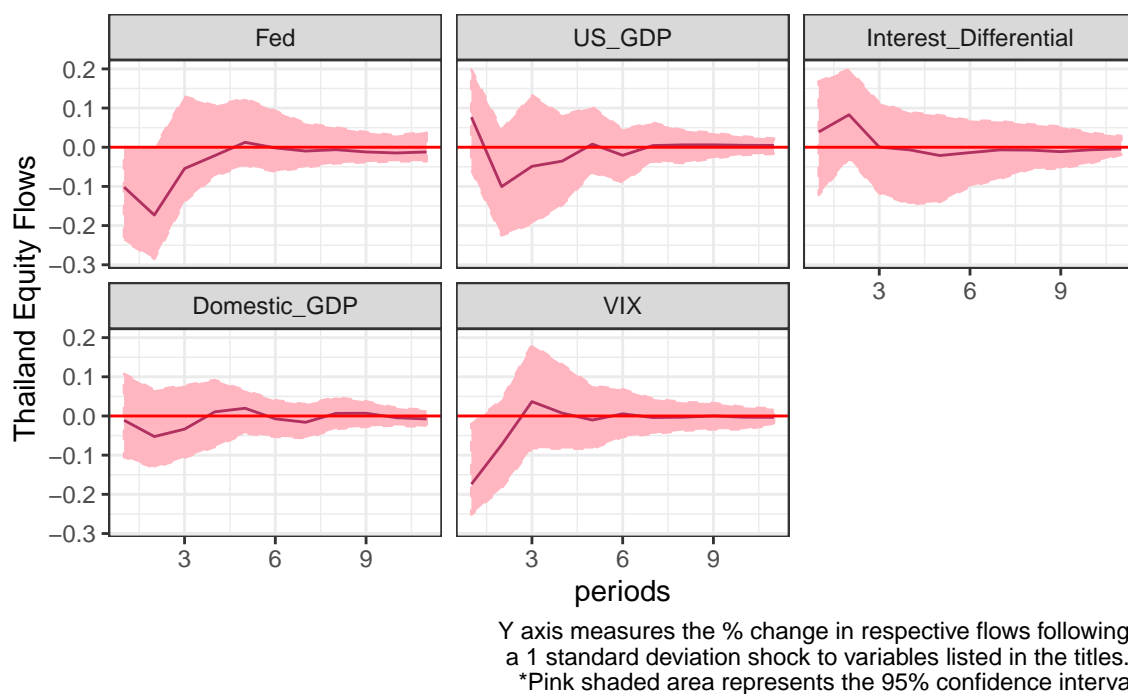 Fed
US_GDP
Interest_Differential
0.2
0.1
0.0
−0.1
−0.2
−0.3
3
6
9
Domestic_GDP
VIX
0.2
0.1
0.0
−0.1
−0.2
−0.3
3
6
9
3
6
9
Thailand Equity Flows
periods
Y axis measures the % change in respective flows following
a 1 standard deviation shock to variables listed in the titles.
*Pink shaded area represents the 95% confidence interva